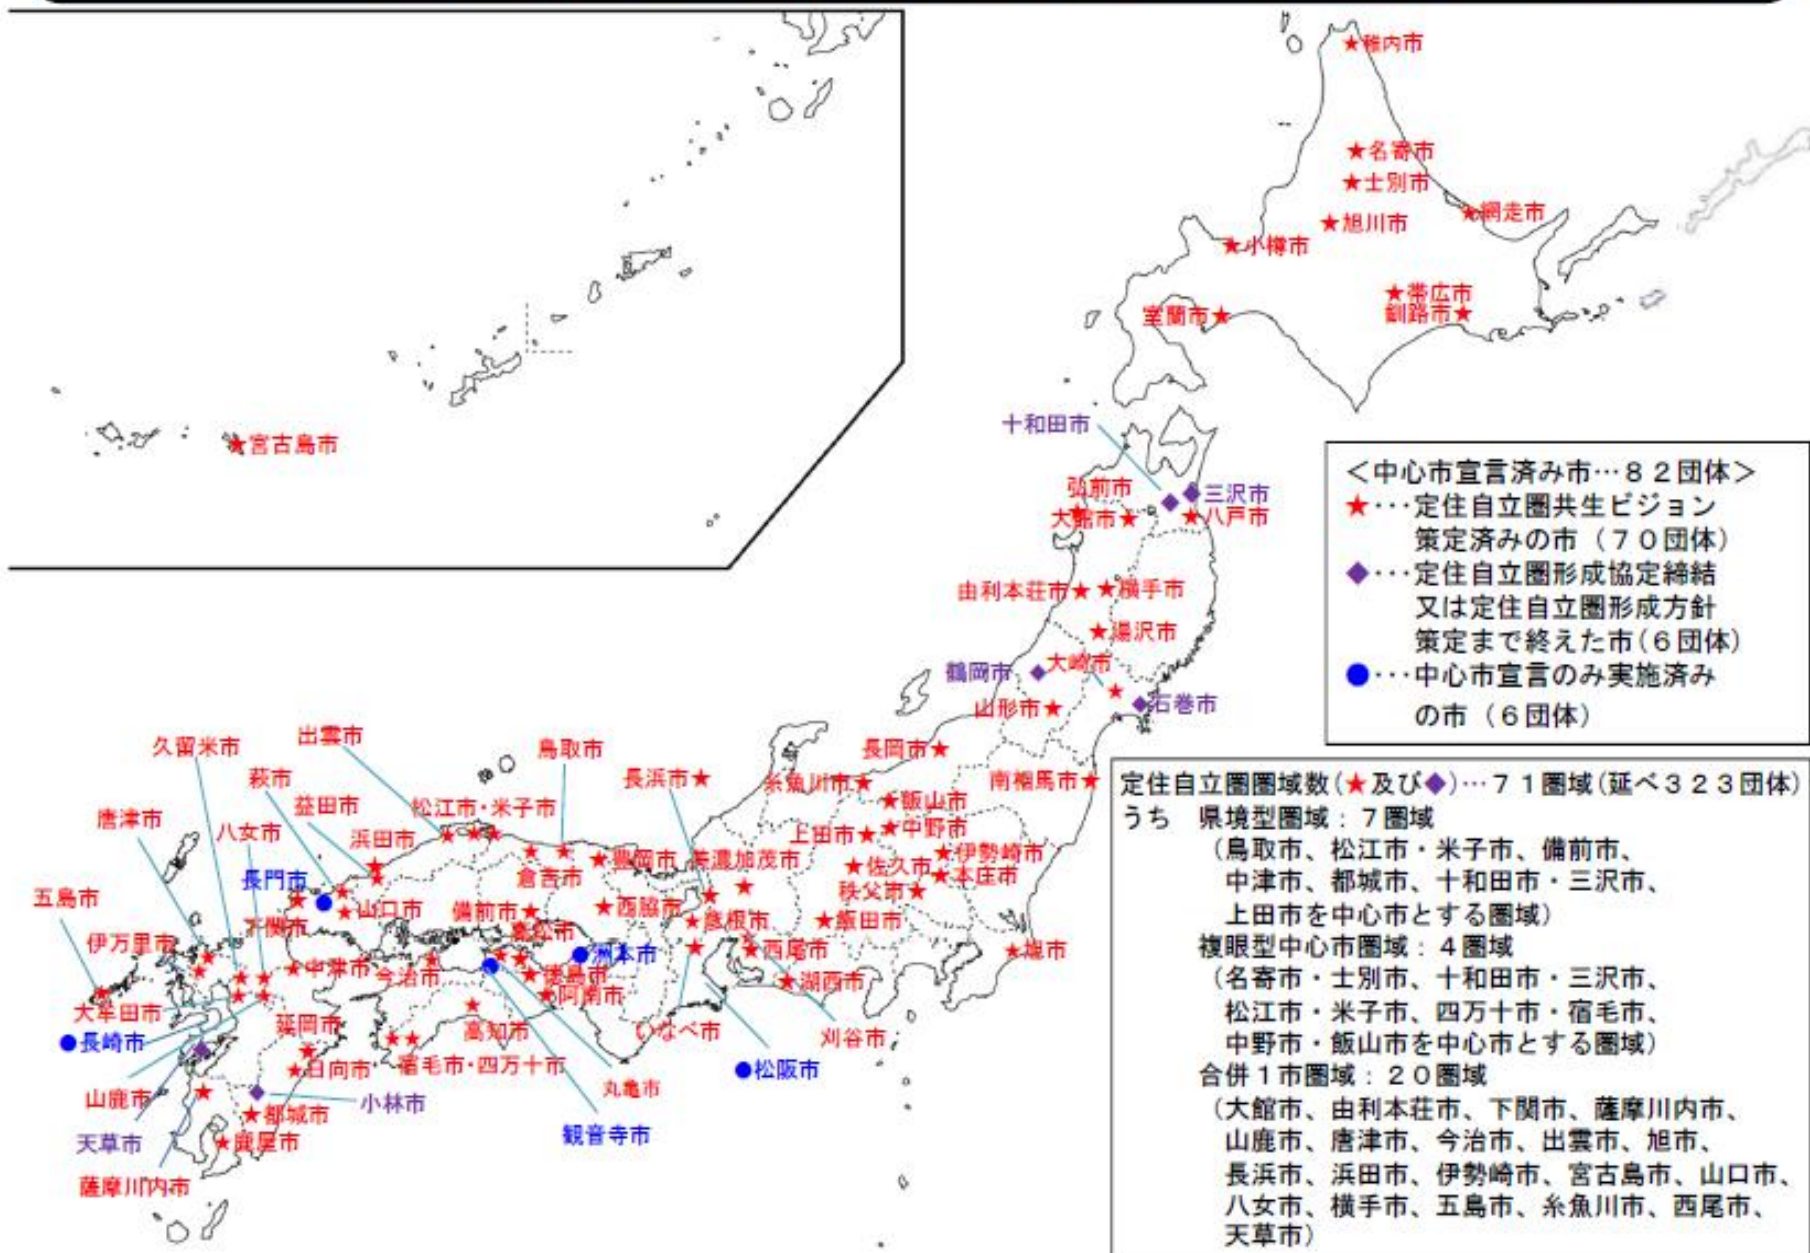 稚内市
名寄市
士別市
網走市
旭川市
小樽市
帯広市
釧路市
室蘭市
宮古島市
十和田市
三沢市
弘前市
大館市
八戸市
由利本荘市
横手市
湯沢市
大崎市
鶴岡市
石巻市
山形市
長岡市
南相馬市
糸魚川市
飯山市
中野市
上田市
伊勢崎市
佐久市
本庄市
秩父市
飯田市
旭市
長浜市
美濃加茂市
彦根市
西尾市
湖西市
刈谷市
いなべ市
松阪市
久留米市
出雲市
鳥取市
萩市
益田市
松江市・米子市
唐津市
八女市
浜田市
豊岡市
倉吉市
長門市
五島市
山口市
備前市
西脇市
下関市
高松市
伊万里市
洲本市
中津市
今治市
徳島市
阿南市
大牟田市
延岡市
高知市
長崎市
日向市
宿毛市・四万十市
丸亀市
山鹿市
小林市
都城市
観音寺市
天草市
鹿屋市
薩摩川内市
＜中心市宣言済み市…８２団体＞
★…定住自立圏共生ビジョン
策定済みの市（７０団体）
◆…定住自立圏形成協定締結
又は定住自立圏形成方針
策定まで終えた市（６団体）
●…中心市宣言のみ実施済み
の市（６団体）
定住自立圏圏域数（★及び◆）…７１圏域（延べ３２３団体）
うち　県境型圏域：７圏域
（鳥取市、松江市・米子市、備前市、
中津市、都城市、十和田市・三沢市、
上田市を中心市とする圏域）
複眼型中心市圏域：４圏域
（名寄市・士別市、十和田市・三沢市、
松江市・米子市、四万十市・宿毛市、
中野市・飯山市を中心市とする圏域）
合併１市圏域：２０圏域
（大館市、由利本荘市、下関市、薩摩川内市、
山鹿市、唐津市、今治市、出雲市、旭市、
長浜市、浜田市、伊勢崎市、宮古島市、山口市、
八女市、横手市、五島市、糸魚川市、西尾市、
天草市）